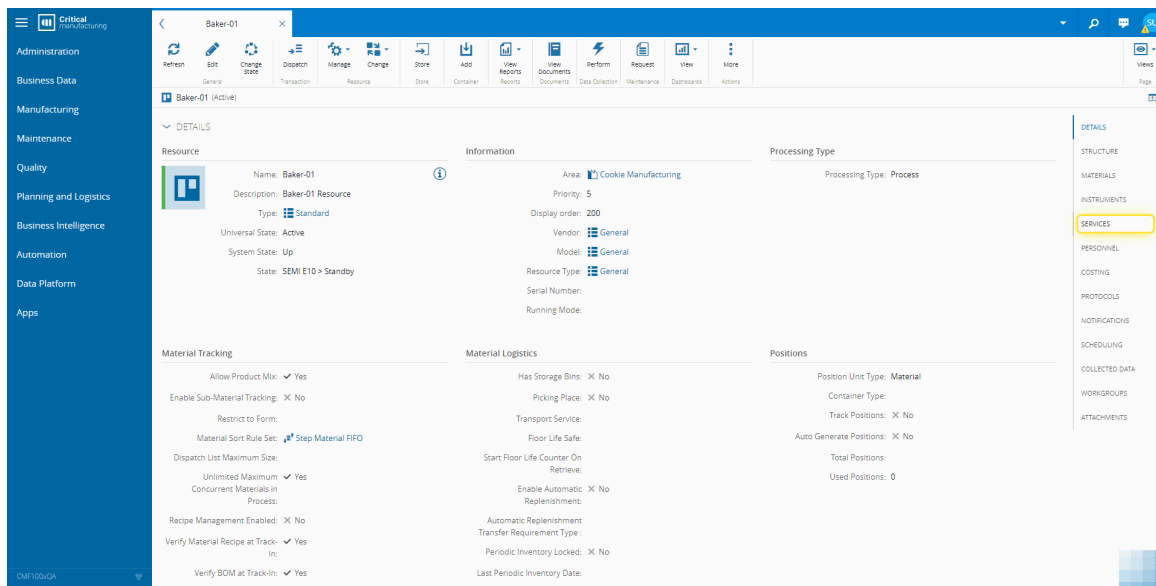 Critical
manufacturing
Baker-01
SU
Administration
Business Data
Manufacturing
Maintenance
Quality
Planning and Logistics
Business Intelligence
Automation
Data Platform
Apps
CMF100xQA
Refresh
Edit
Change
State
Dispatch
Manage
Change
Store
Add
View
Reports
View
Documents
Perform
Request
View
More
Views
General
Transaction
Resource
Store
Container
Reports
Documents
Data Collection
Maintenance
Dashboards
Actions
Page
Baker-01 (Active)
DETAILS
Resource
Name: Baker-01
Description: Baker-01 Resource
Type: Standard
Universal State: Active
System State: Up
State: SEMI E10 > Standby
Information
Area: Cookie Manufacturing
Priority: 5
Display order: 200
Vendor: General
Model: General
Resource Type: General
Serial Number:
Running Mode:
Processing Type
Processing Type: Process
Material Tracking
Allow Product Mix: Yes
Enable Sub-Material Tracking: No
Restrict to Form:
Material Sort Rule Set: Step Material FIFO
Dispatch List Maximum Size:
Unlimited Maximum Yes
Concurrent Materials in
Process:
Recipe Management Enabled: No
Verify Material Recipe at Track- Yes
In:
Verify BOM at Track-In: Yes
Material Logistics
Has Storage Bins: No
Picking Place: No
Transport Service:
Floor Life Safe:
Start Floor Life Counter On
Retrieve:
Enable Automatic No
Replenishment:
Automatic Replenishment
Transfer Requirement Type :
Periodic Inventory Locked: No
Last Periodic Inventory Date:
Positions
Position Unit Type: Material
Container Type:
Track Positions: No
Auto Generate Positions: No
Total Positions:
Used Positions: 0
DETAILS
STRUCTURE
MATERIALS
INSTRUMENTS
SERVICES
PERSONNEL
COSTING
PROTOCOLS
NOTIFICATIONS
SCHEDULING
COLLECTED DATA
WORKGROUPS
ATTACHMENTS